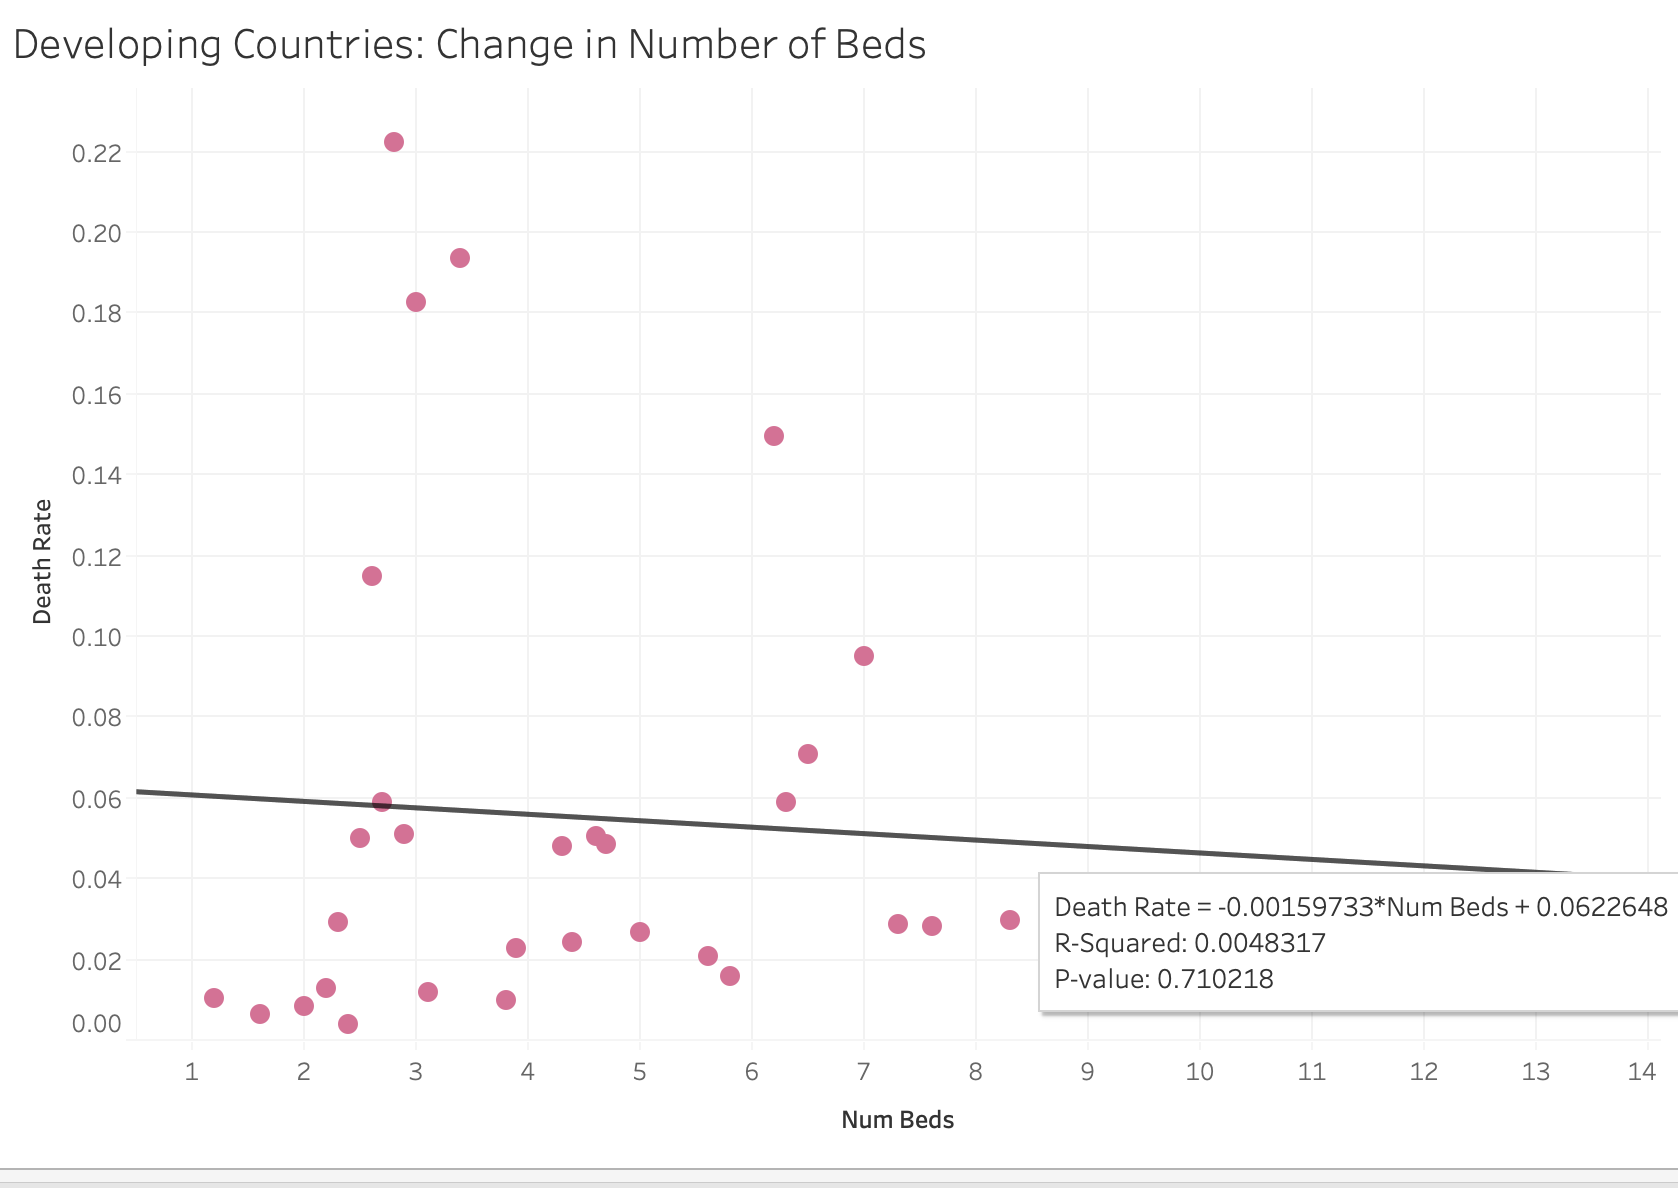 Developing Countries: Change in Number of Beds
0.22
0.20
0.18
0.16
0.14
0.12
0.10
0.08
0.06
0.04
0.02
0.00
Death Rate
Death Rate = -0.00159733*Num Beds + 0.0622648
R-Squared: 0.0048317
P-value: 0.710218
1 2 3 4 5 6 7 8 9 10 11 12 13 14
Num Beds